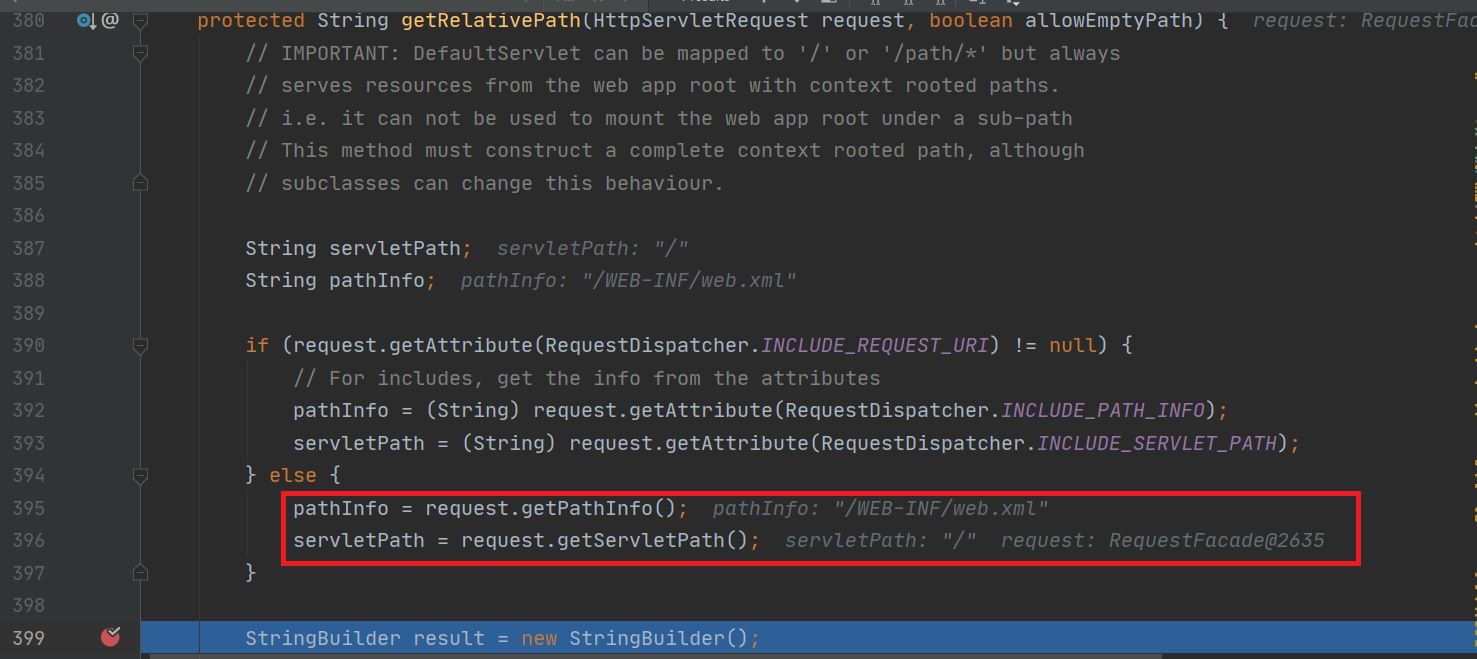 380 @ protected String getRelativePath(HttpServletRequest request, boolean allowEmptyPath) { request: RequestFac
381 // IMPORTANT: DefaultServlet can be mapped to '/' or '/path/*' but always
382 // serves resources from the web app root with context rooted paths.
383 // i.e. it can not be used to mount the web app root under a sub-path
384 // This method must construct a complete context rooted path, although
385 // subclasses can change this behaviour.
386
387 String servletPath; servletPath: "/"
388 String pathInfo; pathInfo: "/WEB-INF/web.xml"
389
390 if (request.getAttribute(RequestDispatcher.INCLUDE_REQUEST_URI) != null) {
391 // For includes, get the info from the attributes
392 pathInfo = (String) request.getAttribute(RequestDispatcher.INCLUDE_PATH_INFO);
393 servletPath = (String) request.getAttribute(RequestDispatcher.INCLUDE_SERVLET_PATH);
394 } else {
395 pathInfo = request.getPathInfo(); pathInfo: "/WEB-INF/web.xml"
396 servletPath = request.getServletPath(); servletPath: "/" request: RequestFacade@2635
397 }
398
399 StringBuilder result = new StringBuilder();